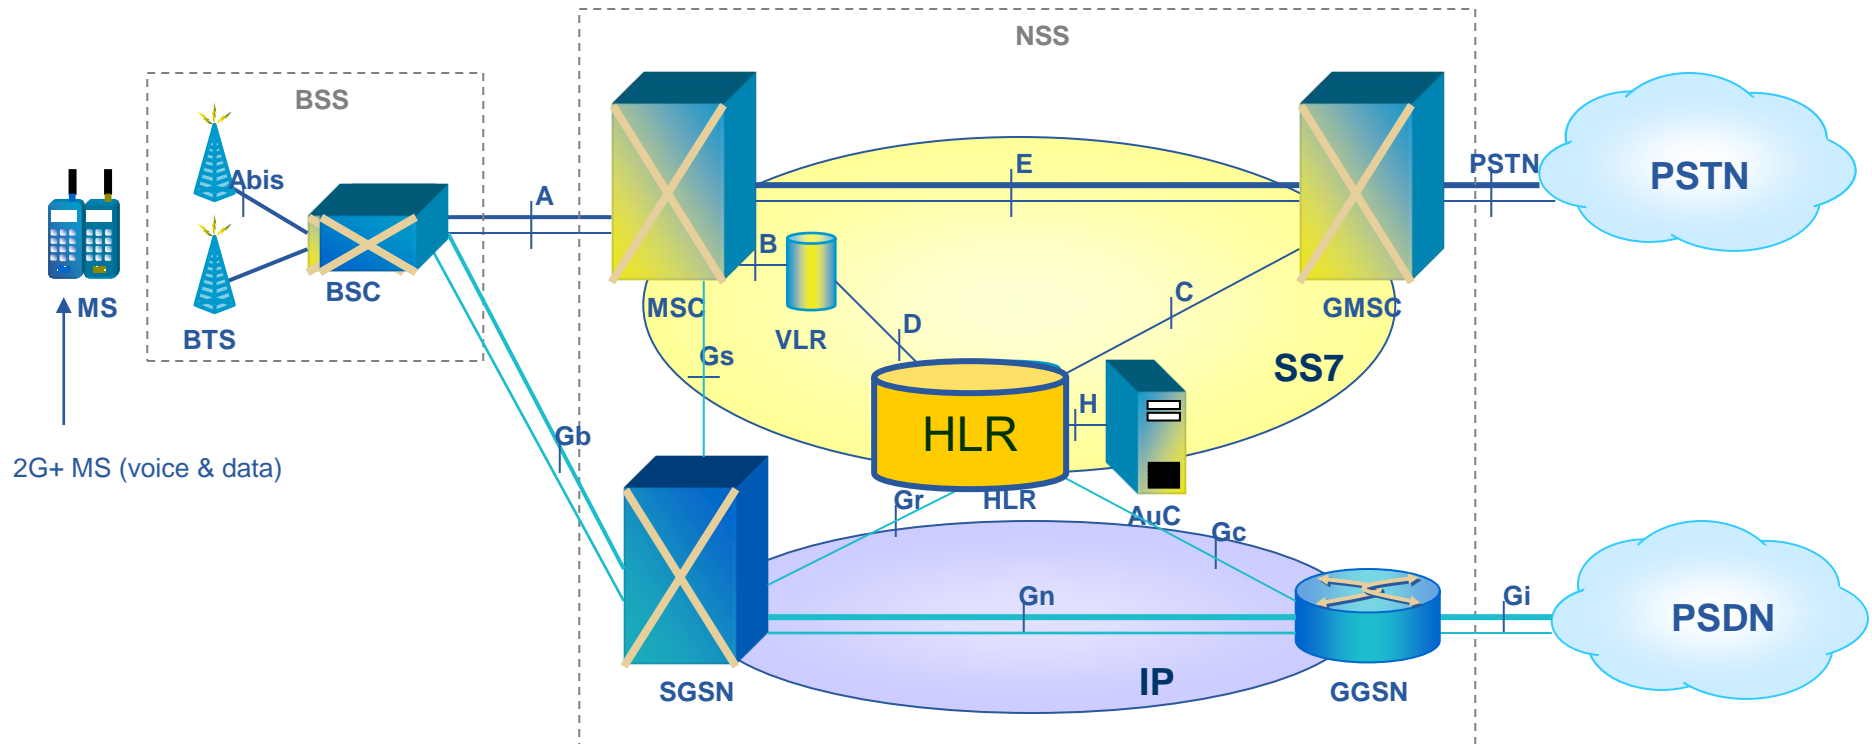 NSS
BSS
Abis
A
E
PSTN
PSTN
B
C
D
MS
BSC
BTS
MSC
VLR
GMSC
Gs
SS7
2G+ MS (voice & data)
Gb
HLR
H
Gr
HLR
AuC
Gc
Gn
Gi
PSDN
IP
SGSN
GGSN